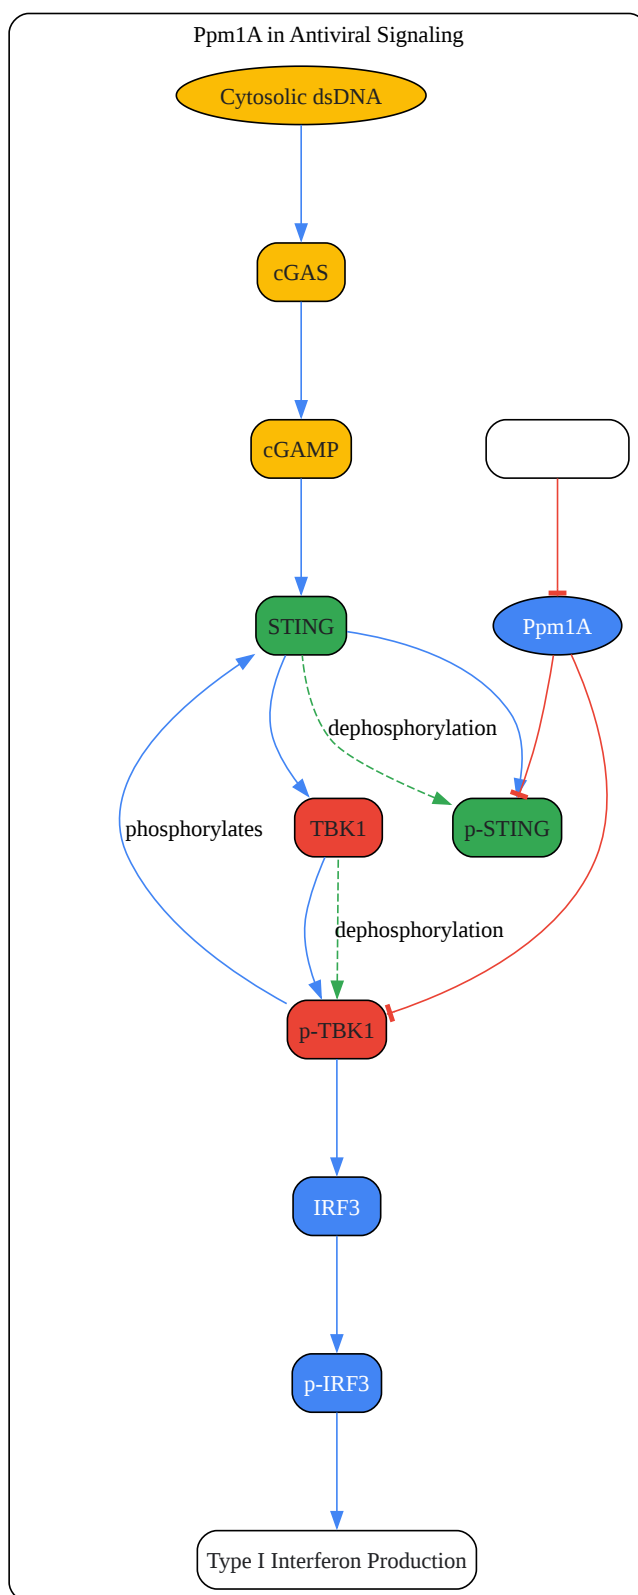 Ppm1A in Antiviral Signaling
Cytosolic dsDNA
cGAS
cGAMP
STING
Ppm1A
dephosphorylation
phosphorylates
TBK1
p-STING
dephosphorylation
p-TBK1
IRF3
p-IRF3
Type I Interferon Production